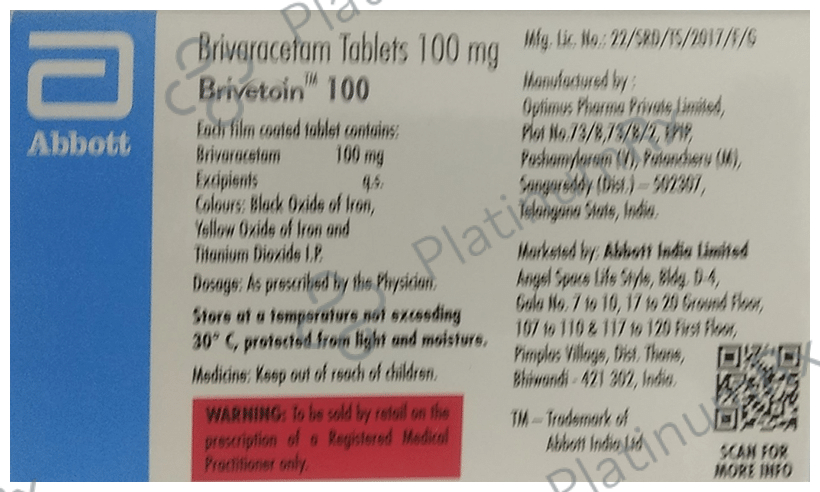 Abbott
Brivaracetam Tablets 100 mg
Brivetoin™ 100
Each film coated tablet contains:
Brivaracetam 100 mg
Excipients q.s.
Colours: Black Oxide of Iron,
Yellow Oxide of Iron and
Titanium Dioxide I.P.
Dosage: As prescribed by the Physician.
Store at a temperature not exceeding
30° C, protected from light and moisture.
Medicine: Keep out of reach of children.
WARNING: To be sold by retail on the
prescription of a Registered Medical
Practitioner only.
Mfg. Lic. No.: 22/SRD/TS/2017/F/G
Manufactured by :
Optimus Pharma Private Limited,
Plot No.73/B,73/B/2, EPIP,
Pashamylaram (V), Patancheru (M),
Sangareddy (Dist.) – 502307,
Telangana State, India.
Marketed by: Abbott India Limited
Angel Space Life Style, Bldg. D-4,
Gala No. 7 to 10, 17 to 20 Ground Floor,
107 to 110 & 117 to 120 First Floor,
Pimplas Village, Dist. Thane,
Bhiwandi - 421 302, India.
TM – Trademark of
Abbott India Ltd
SCAN FOR
MORE INFO
PlatinumRx
PlatinumRx